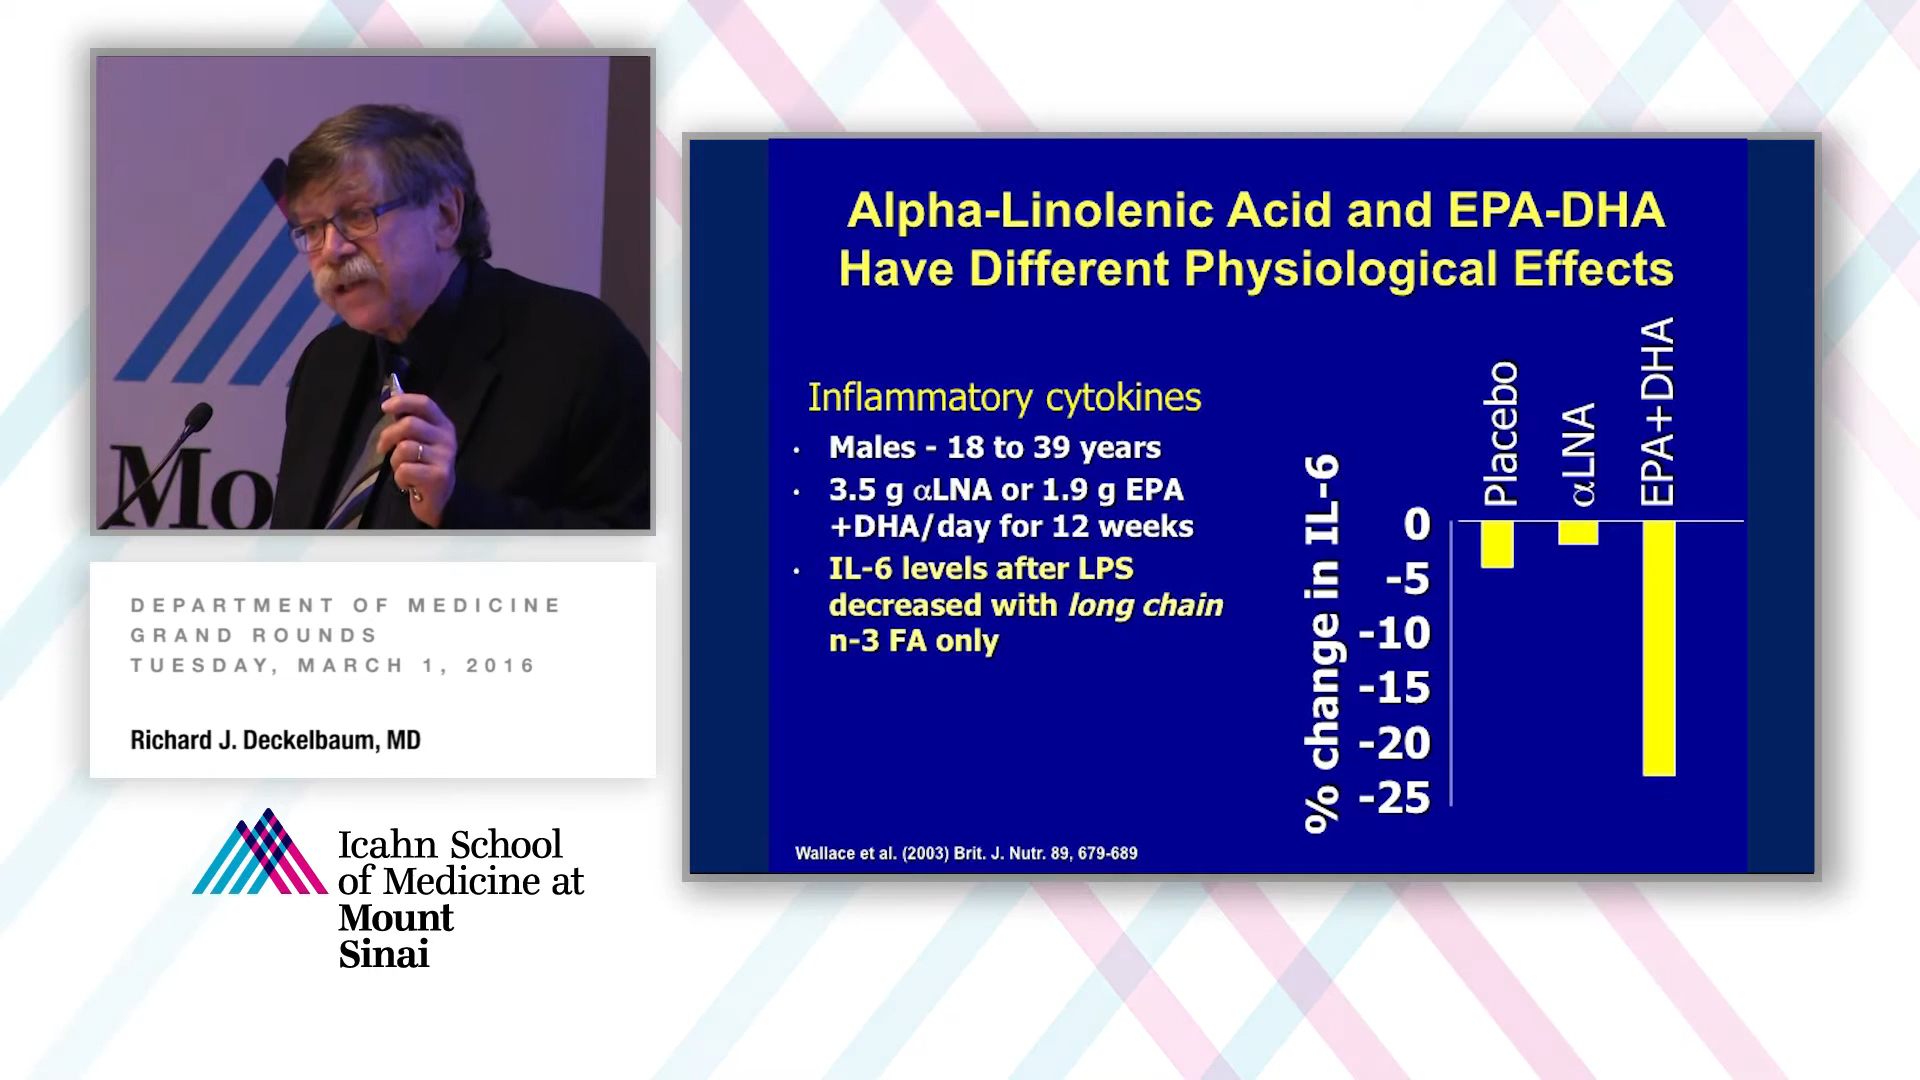 Mo
DEPARTMENT OF MEDICINE
GRAND ROUNDS
TUESDAY, MARCH 1, 2016
Richard J. Deckelbaum, MD
Icahn School
of Medicine at
Mount
Sinai
Alpha-Linolenic Acid and EPA-DHA
Have Different Physiological Effects
Inflammatory cytokines
· Males - 18 to 39 years
· 3.5 g αLNA or 1.9 g EPA
+DHA/day for 12 weeks
· IL-6 levels after LPS
decreased with long chain
n-3 FA only
% change in IL-6
Placebo
αLNA
EPA+DHA
0
-5
-10
-15
-20
-25
Wallace et al. (2003) Brit. J. Nutr. 89, 679-689